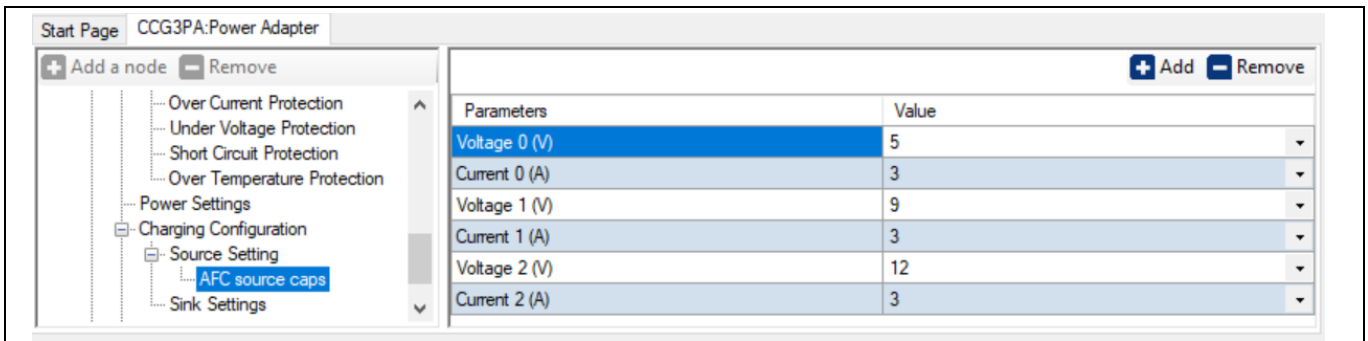 Start Page CCG3PA:Power Adapter
Add a node Remove
Add Remove
Over Current Protection
Under Voltage Protection
Short Circuit Protection
Over Temperature Protection
Power Settings
Charging Configuration
Source Setting
AFC source caps
Sink Settings
Parameters Value
Voltage 0 (V) 5
Current 0 (A) 3
Voltage 1 (V) 9
Current 1 (A) 3
Voltage 2 (V) 12
Current 2 (A) 3